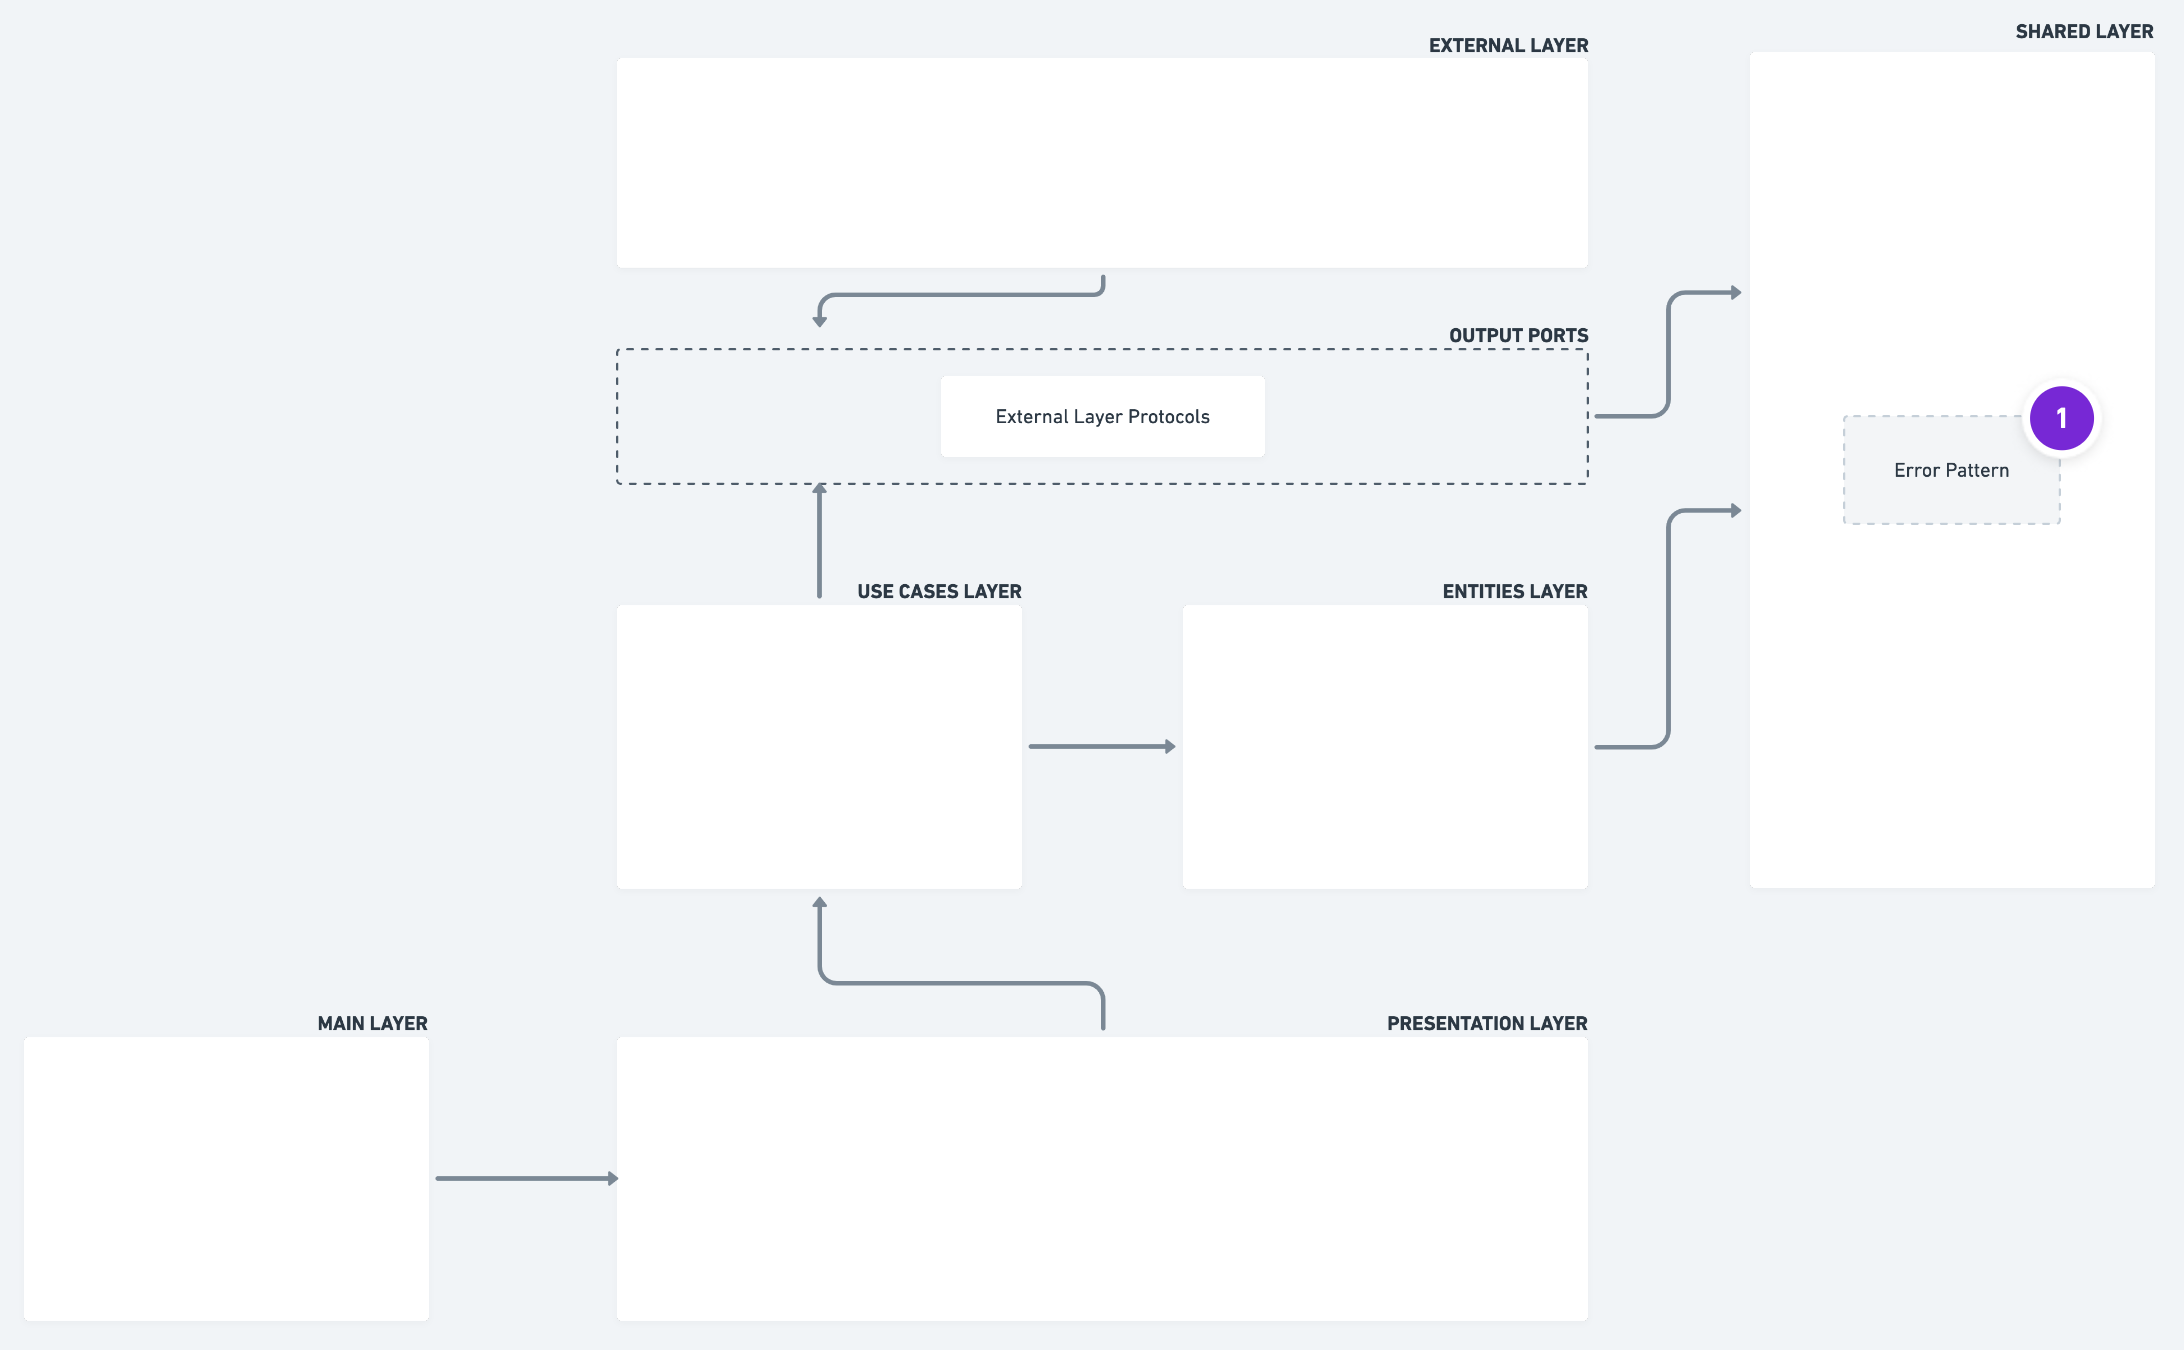 EXTERNAL LAYER
SHARED LAYER
OUTPUT PORTS
External Layer Protocols
1
Error Pattern
USE CASES LAYER
ENTITIES LAYER
MAIN LAYER
PRESENTATION LAYER